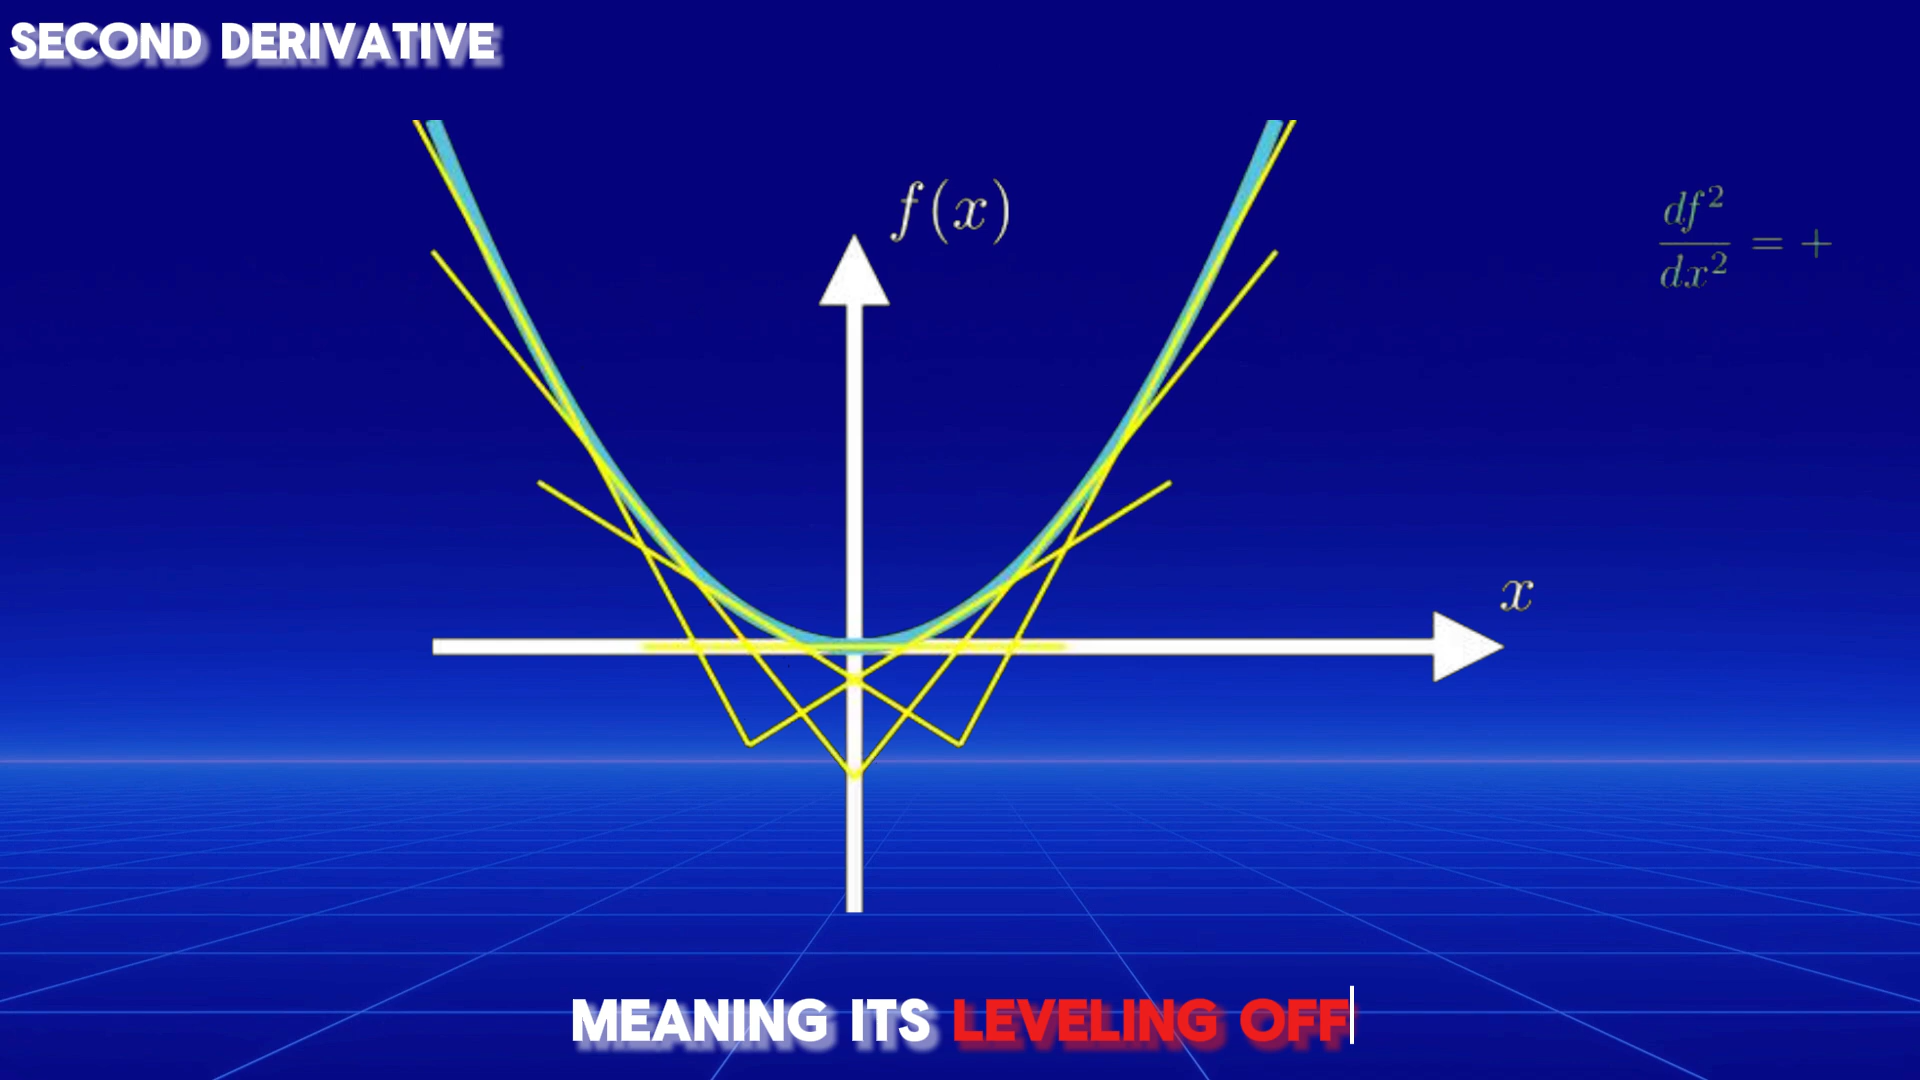 SECOND DERIVATIVE
f(x)
df²
dx² = +
x
MEANING ITS LEVELING OFF